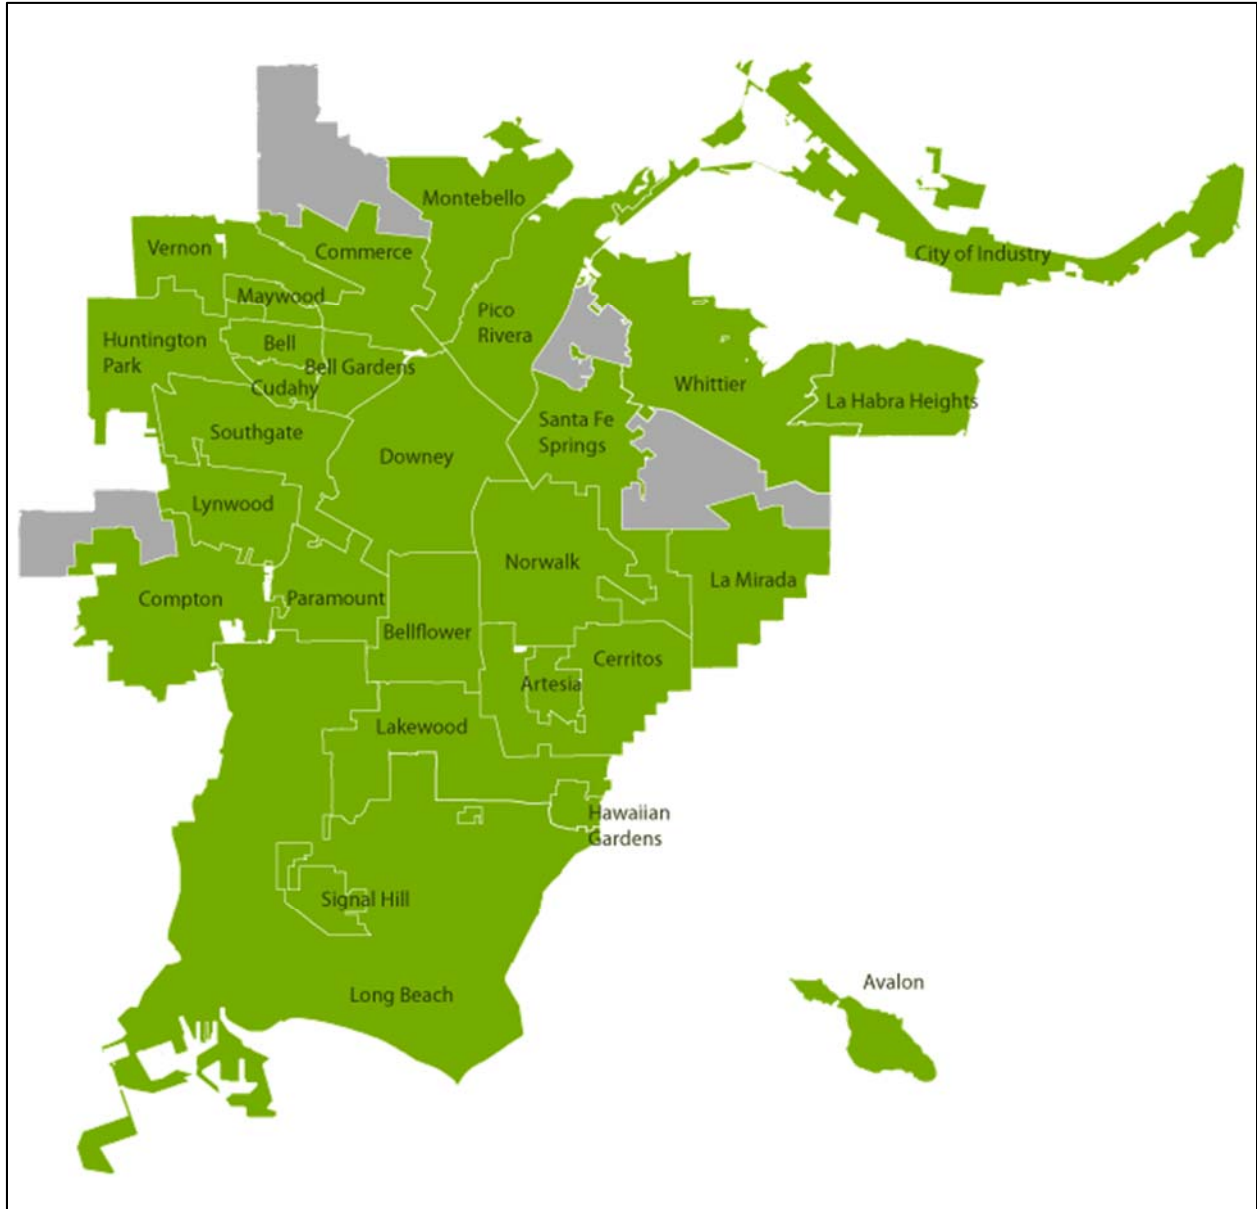 Montebello
Vernon
Commerce
City of Industry
Maywood
Pico
Rivera
Huntington
Park
Bell
Bell Gardens
Cudahy
Whittier
La Habra Heights
Santa Fe
Springs
Southgate
Downey
Lynwood
Norwalk
La Mirada
Compton
Paramount
Bellflower
Cerritos
Artesia
Lakewood
Hawaiian
Gardens
Signal Hill
Long Beach
Avalon